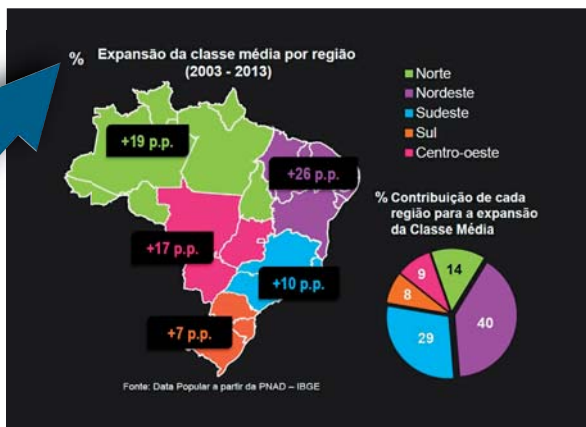 % Expansão da classe média por região
(2003 - 2013)
Norte
Nordeste
Sudeste
Sul
Centro-oeste
+19 p.p.
+26 p.p.
+17 p.p.
+10 p.p.
+7 p.p.
% Contribuição de cada
região para a expansão
da Classe Média
9
14
8
29
40
Fonte: Data Popular a partir da PNAD – IBGE